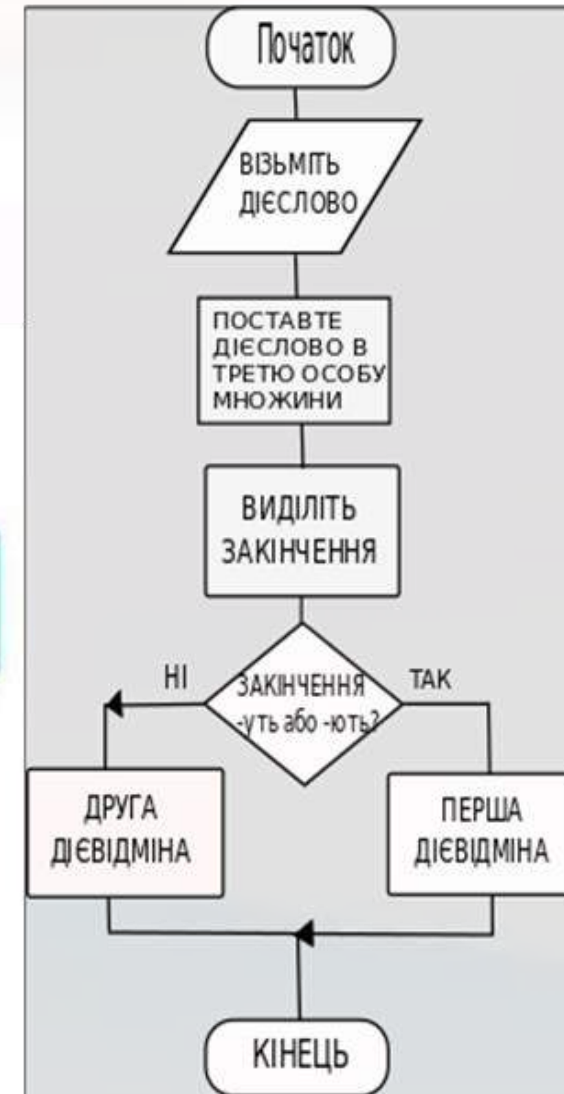 Початок
ВІЗЬМІТЬ
ДІЄСЛОВО
ПОСТАВТЕ
ДІЄСЛОВО В
ТРЕТЮ ОСОБУ
МНОЖИНИ
ВИДІЛІТЬ
ЗАКІНЧЕННЯ
ЗАКІНЧЕННЯ
-уть або -ють?
НІ
ТАК
ДРУГА
ДІЄВІДМІНА
ПЕРША
ДІЄВІДМІНА
КІНЕЦЬ